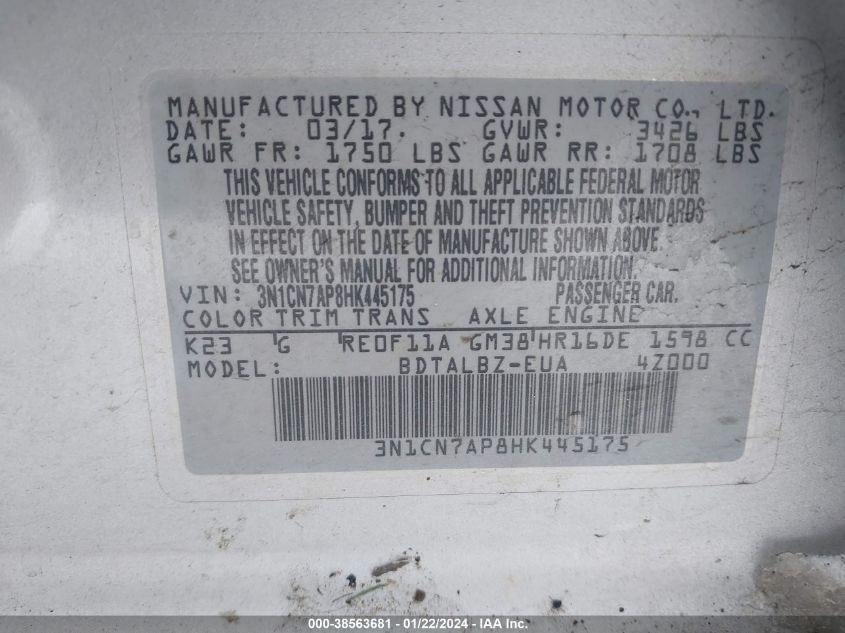 MANUFACTURED BY NISSAN MOTOR CO., LTD.
DATE: 03/17. GVWR: 3426 LBS
GAWR FR: 1750 LBS GAWR RR: 1708 LBS
THIS VEHICLE CONFORMS TO ALL APPLICABLE FEDERAL MOTOR
VEHICLE SAFETY, BUMPER AND THEFT PREVENTION STANDARDS
IN EFFECT ON THE DATE OF MANUFACTURE SHOWN ABOVE.
SEE OWNER'S MANUAL FOR ADDITIONAL INFORMATION.
VIN: 3N1CN7AP8HK445175 PASSENGER CAR.
COLOR TRIM TRANS AXLE ENGINE
K23 G RE0F11A GM38 HR16DE 1598 CC
MODEL: BDTALBZ-EUA 4Z000
3N1CN7AP8HK445175
000-38563681 - 01/22/2024 - IAA Inc.